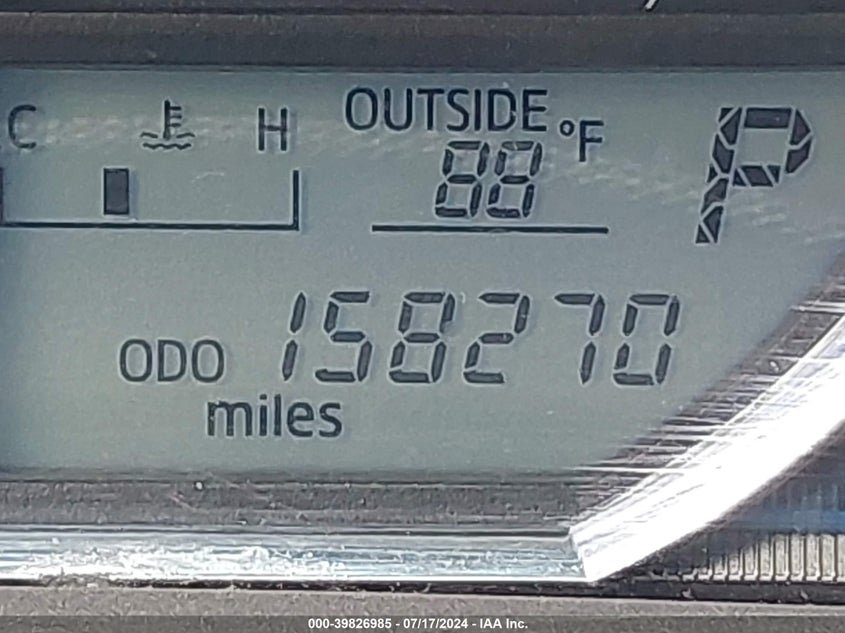 C H OUTSIDE °F P
88
ODO 158270
miles
000-39826985 - 07/17/2024 - IAA Inc.